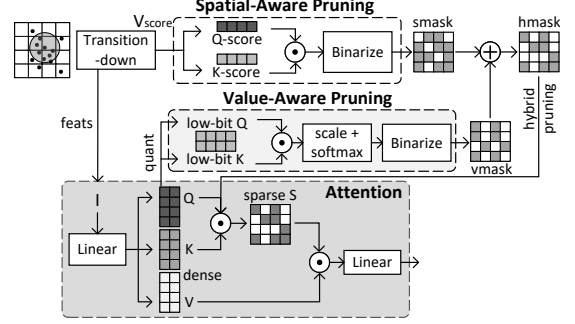 Spatial-Aware Pruning
Vscore
Transition
-down
Q-score
K-score
Binarize
smask
hmask
feats
Value-Aware Pruning
quant
low-bit Q
low-bit K
scale +
softmax
Binarize
vmask
hybrid
pruning
Attention
I
Linear
Q
K
dense
V
sparse S
Linear